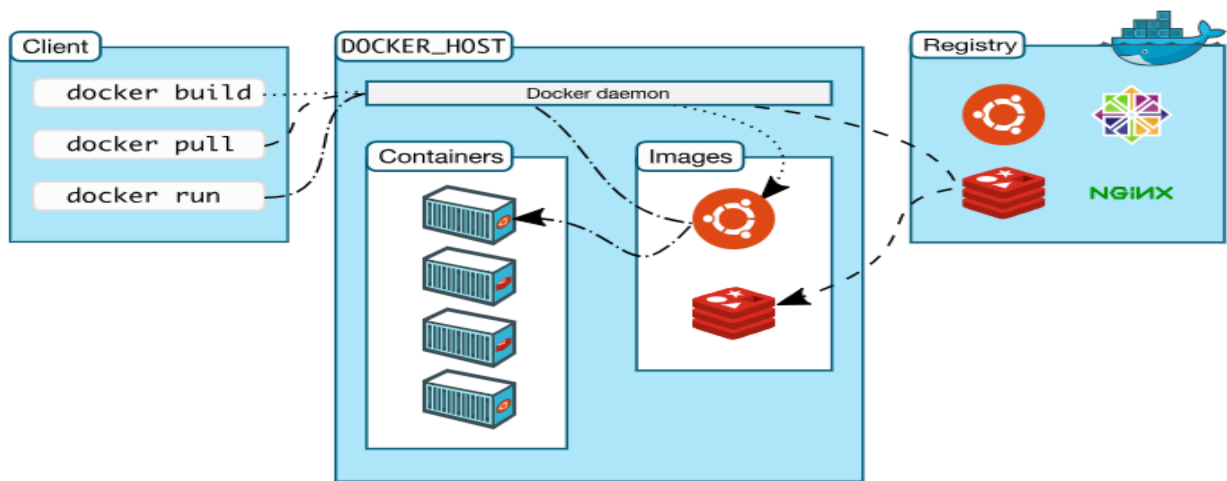 Client
docker build
docker pull
docker run
DOCKER_HOST
Docker daemon
Containers
Images
Registry
NGiNX